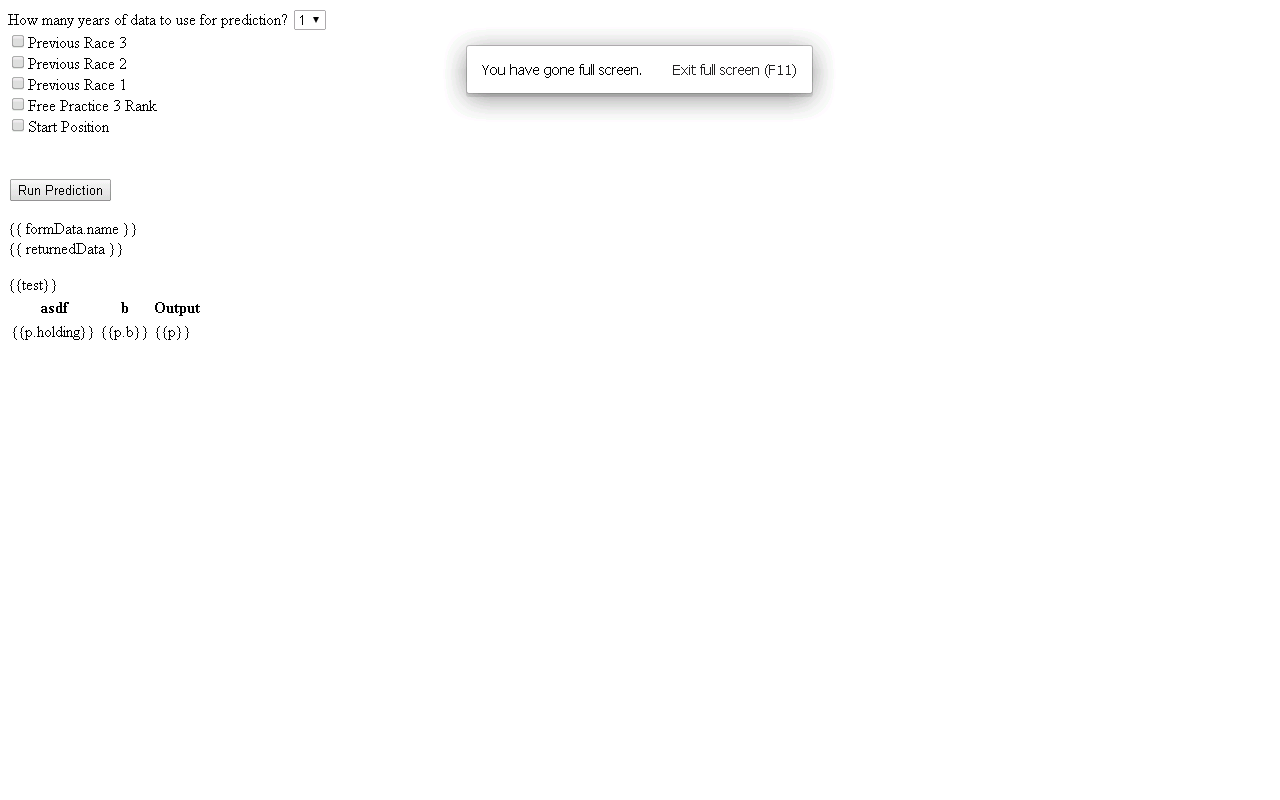 How many years of data to use for prediction? 1
Previous Race 3
You have gone full screen. Exit full screen (F11)
Previous Race 2
Previous Race 1
Free Practice 3 Rank
Start Position
Run Prediction
{{ formData.name }}
{{ returnedData }}
{{test}}
asdf b Output
{{p.holding}} {{p.b}} {{p}}